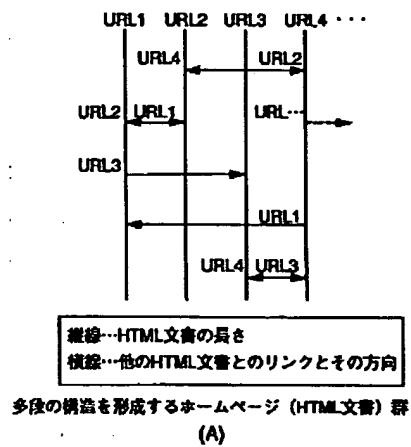 URL1 URL2 URL3 URL4 ・・・
URL4 URL2
URL2 URL1 URL…
URL3
URL1
URL4 URL3
縦線…HTML文書の長さ
横線…他のHTML文書とのリンクとその方向
多段の構造を形成するホームページ（HTML文書）群
(A)